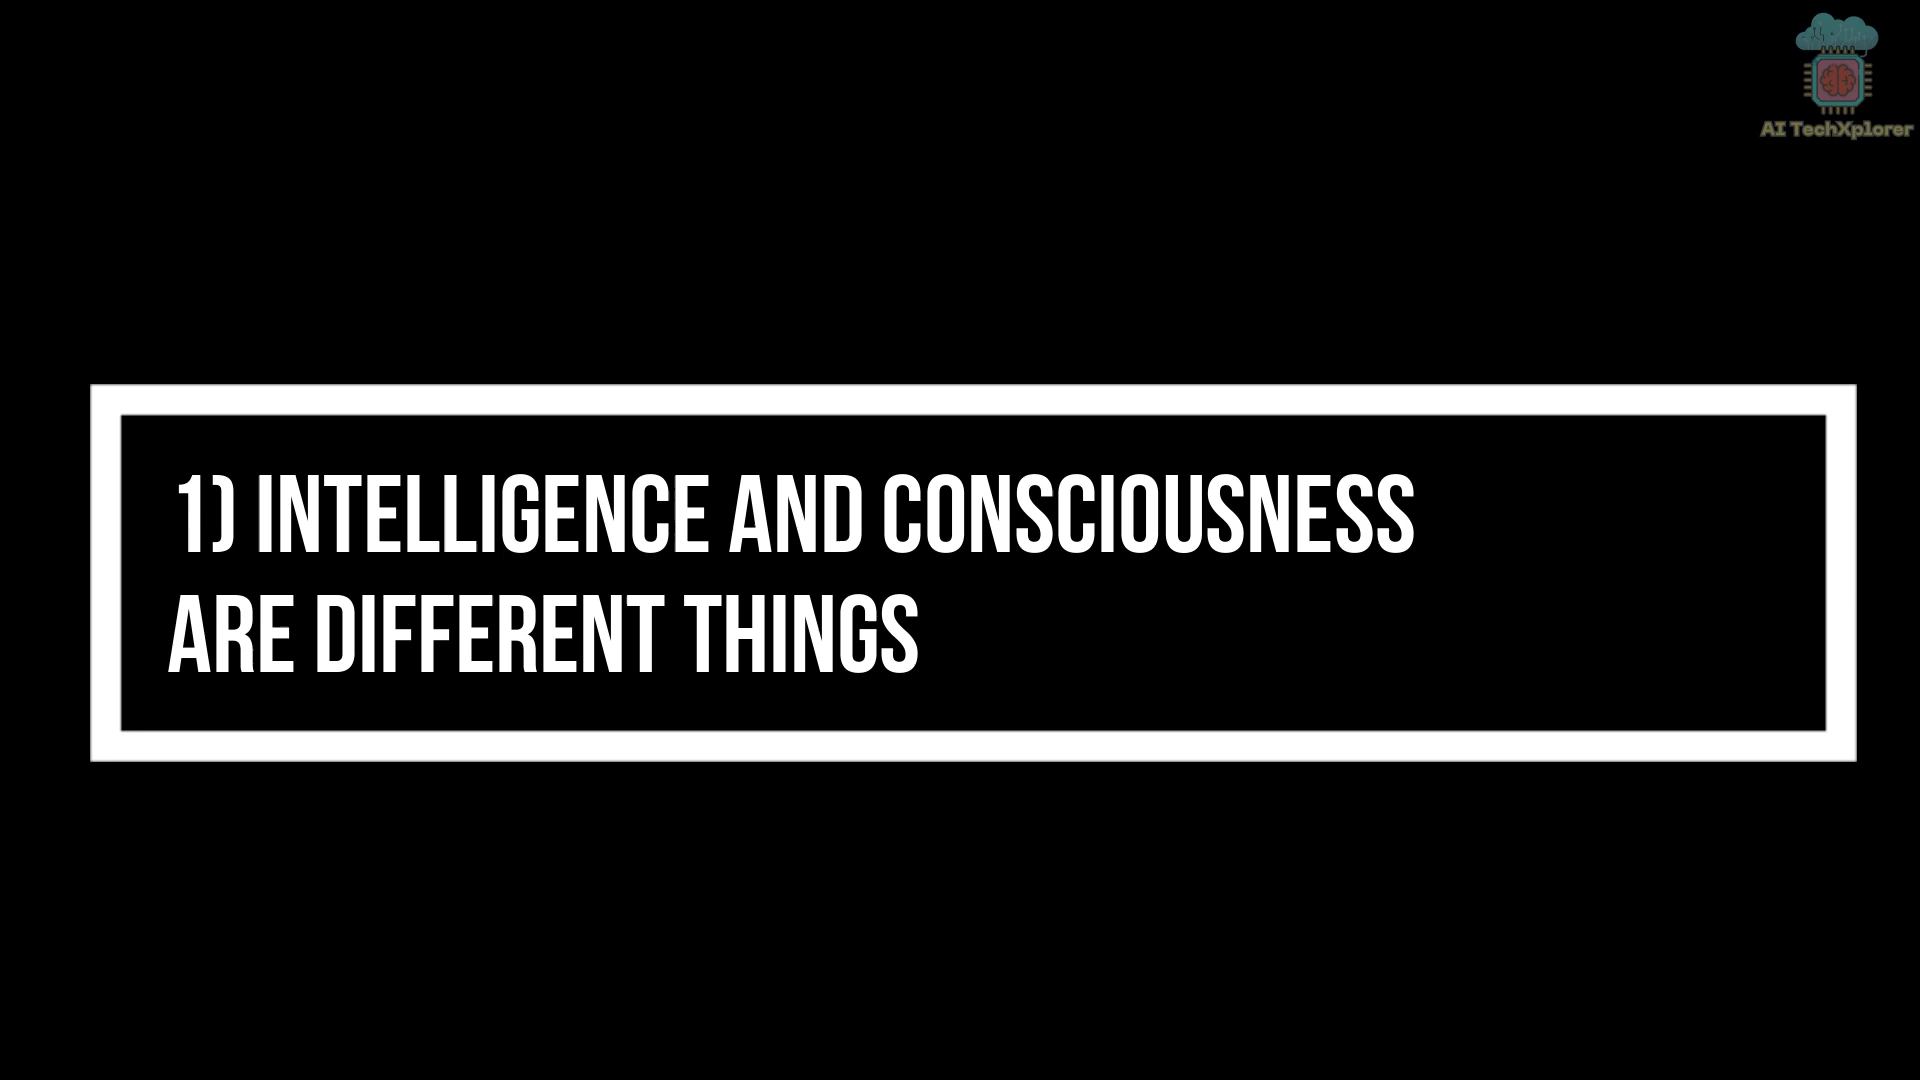 AI TechXplorer
1) INTELLIGENCE AND CONSCIOUSNESS
ARE DIFFERENT THINGS